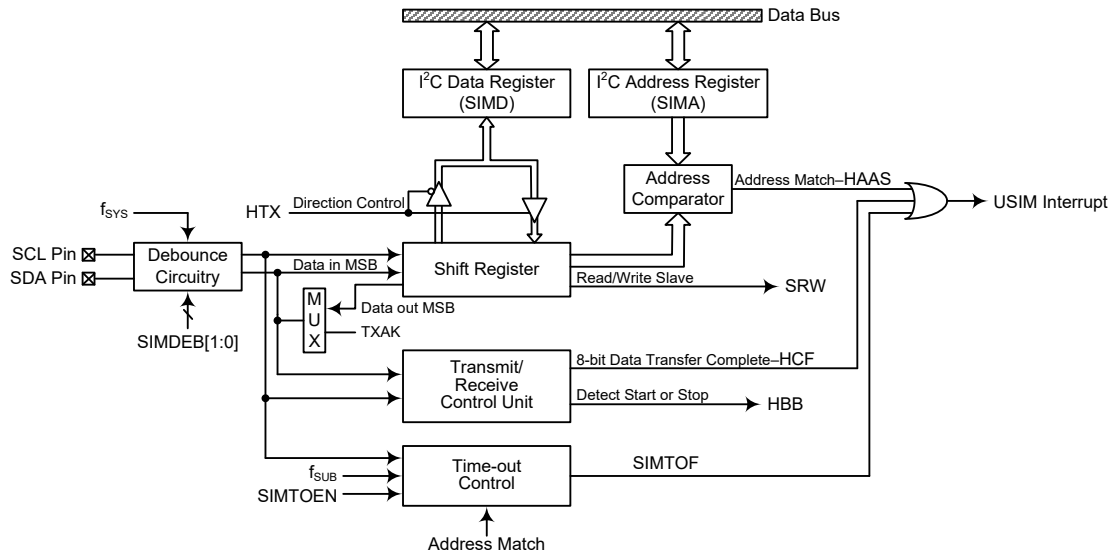 Data Bus
I²C Data Register
(SIMD)
I²C Address Register
(SIMA)
Address
Comparator
Address Match–HAAS
USIM Interrupt
HTX
Direction Control
fSYS
SCL Pin
SDA Pin
Debounce
Circuitry
Data in MSB
Shift Register
Read/Write Slave
SRW
SIMDEB[1:0]
M
U
X
Data out MSB
TXAK
Transmit/
Receive
Control Unit
8-bit Data Transfer Complete–HCF
Detect Start or Stop
HBB
fSUB
SIMTOEN
Time-out
Control
SIMTOF
Address Match